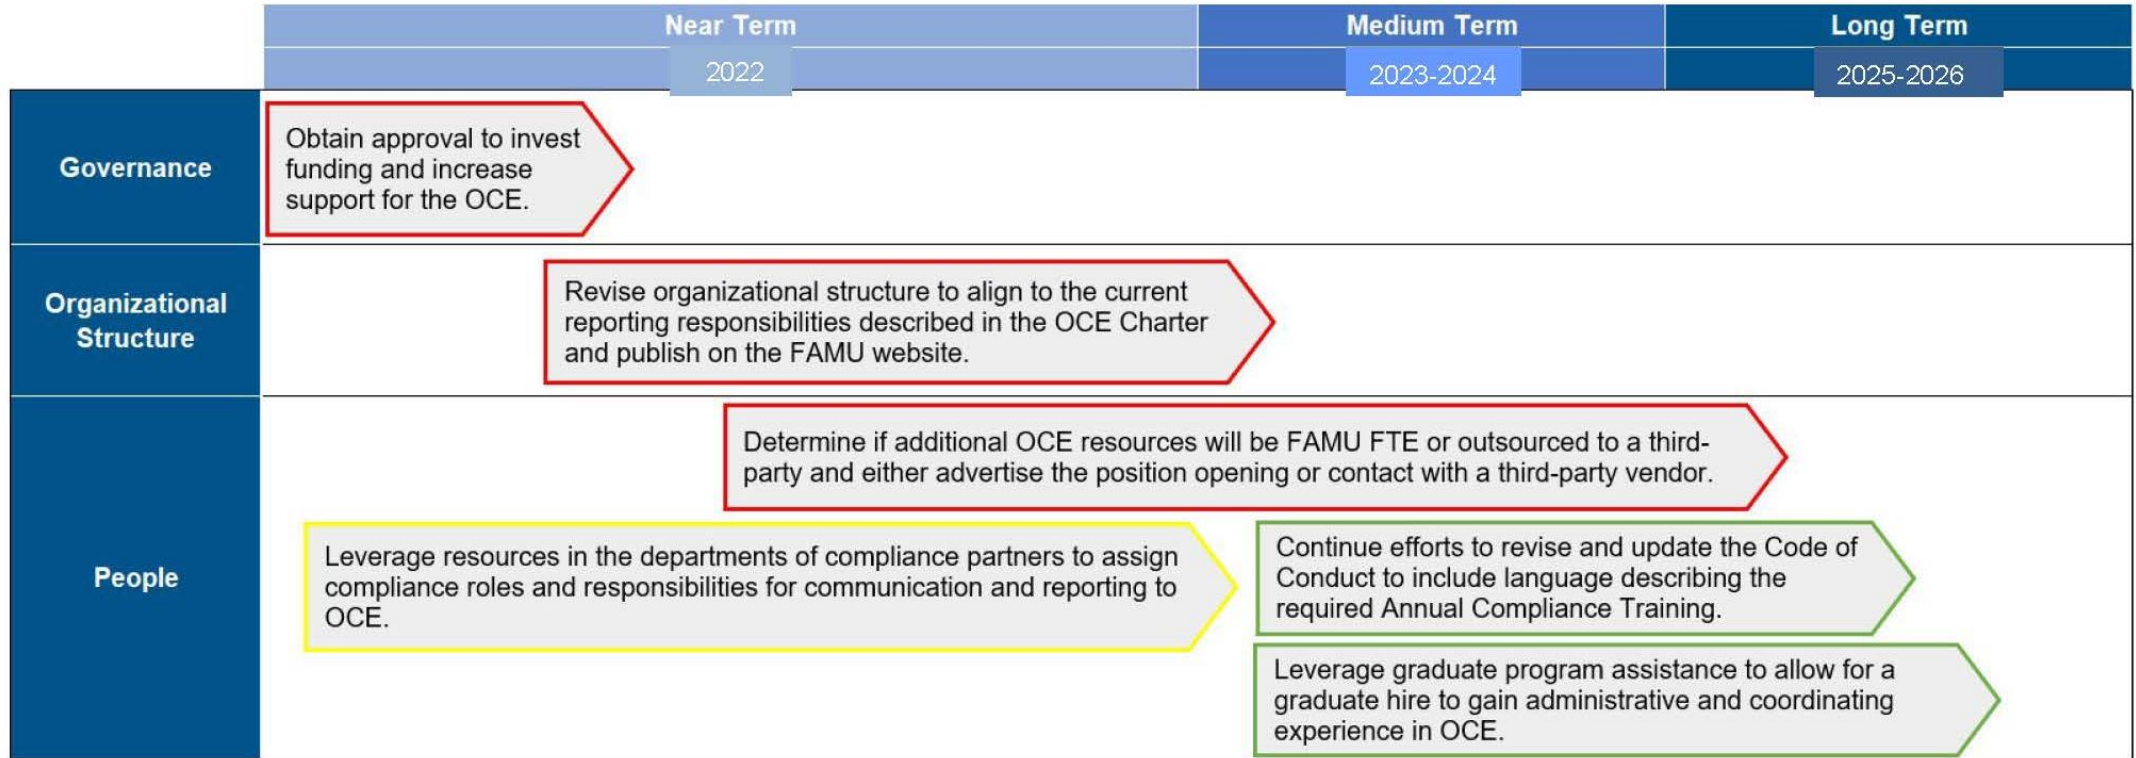 Near Term
Medium Term
Long Term
2022
2023-2024
2025-2026
Governance
Obtain approval to invest
funding and increase
support for the OCE.
Organizational
Structure
Revise organizational structure to align to the current
reporting responsibilities described in the OCE Charter
and publish on the FAMU website.
People
Determine if additional OCE resources will be FAMU FTE or outsourced to a third-
party and either advertise the position opening or contact with a third-party vendor.
Leverage resources in the departments of compliance partners to assign
compliance roles and responsibilities for communication and reporting to
OCE.
Continue efforts to revise and update the Code of
Conduct to include language describing the
required Annual Compliance Training.
Leverage graduate program assistance to allow for a
graduate hire to gain administrative and coordinating
experience in OCE.